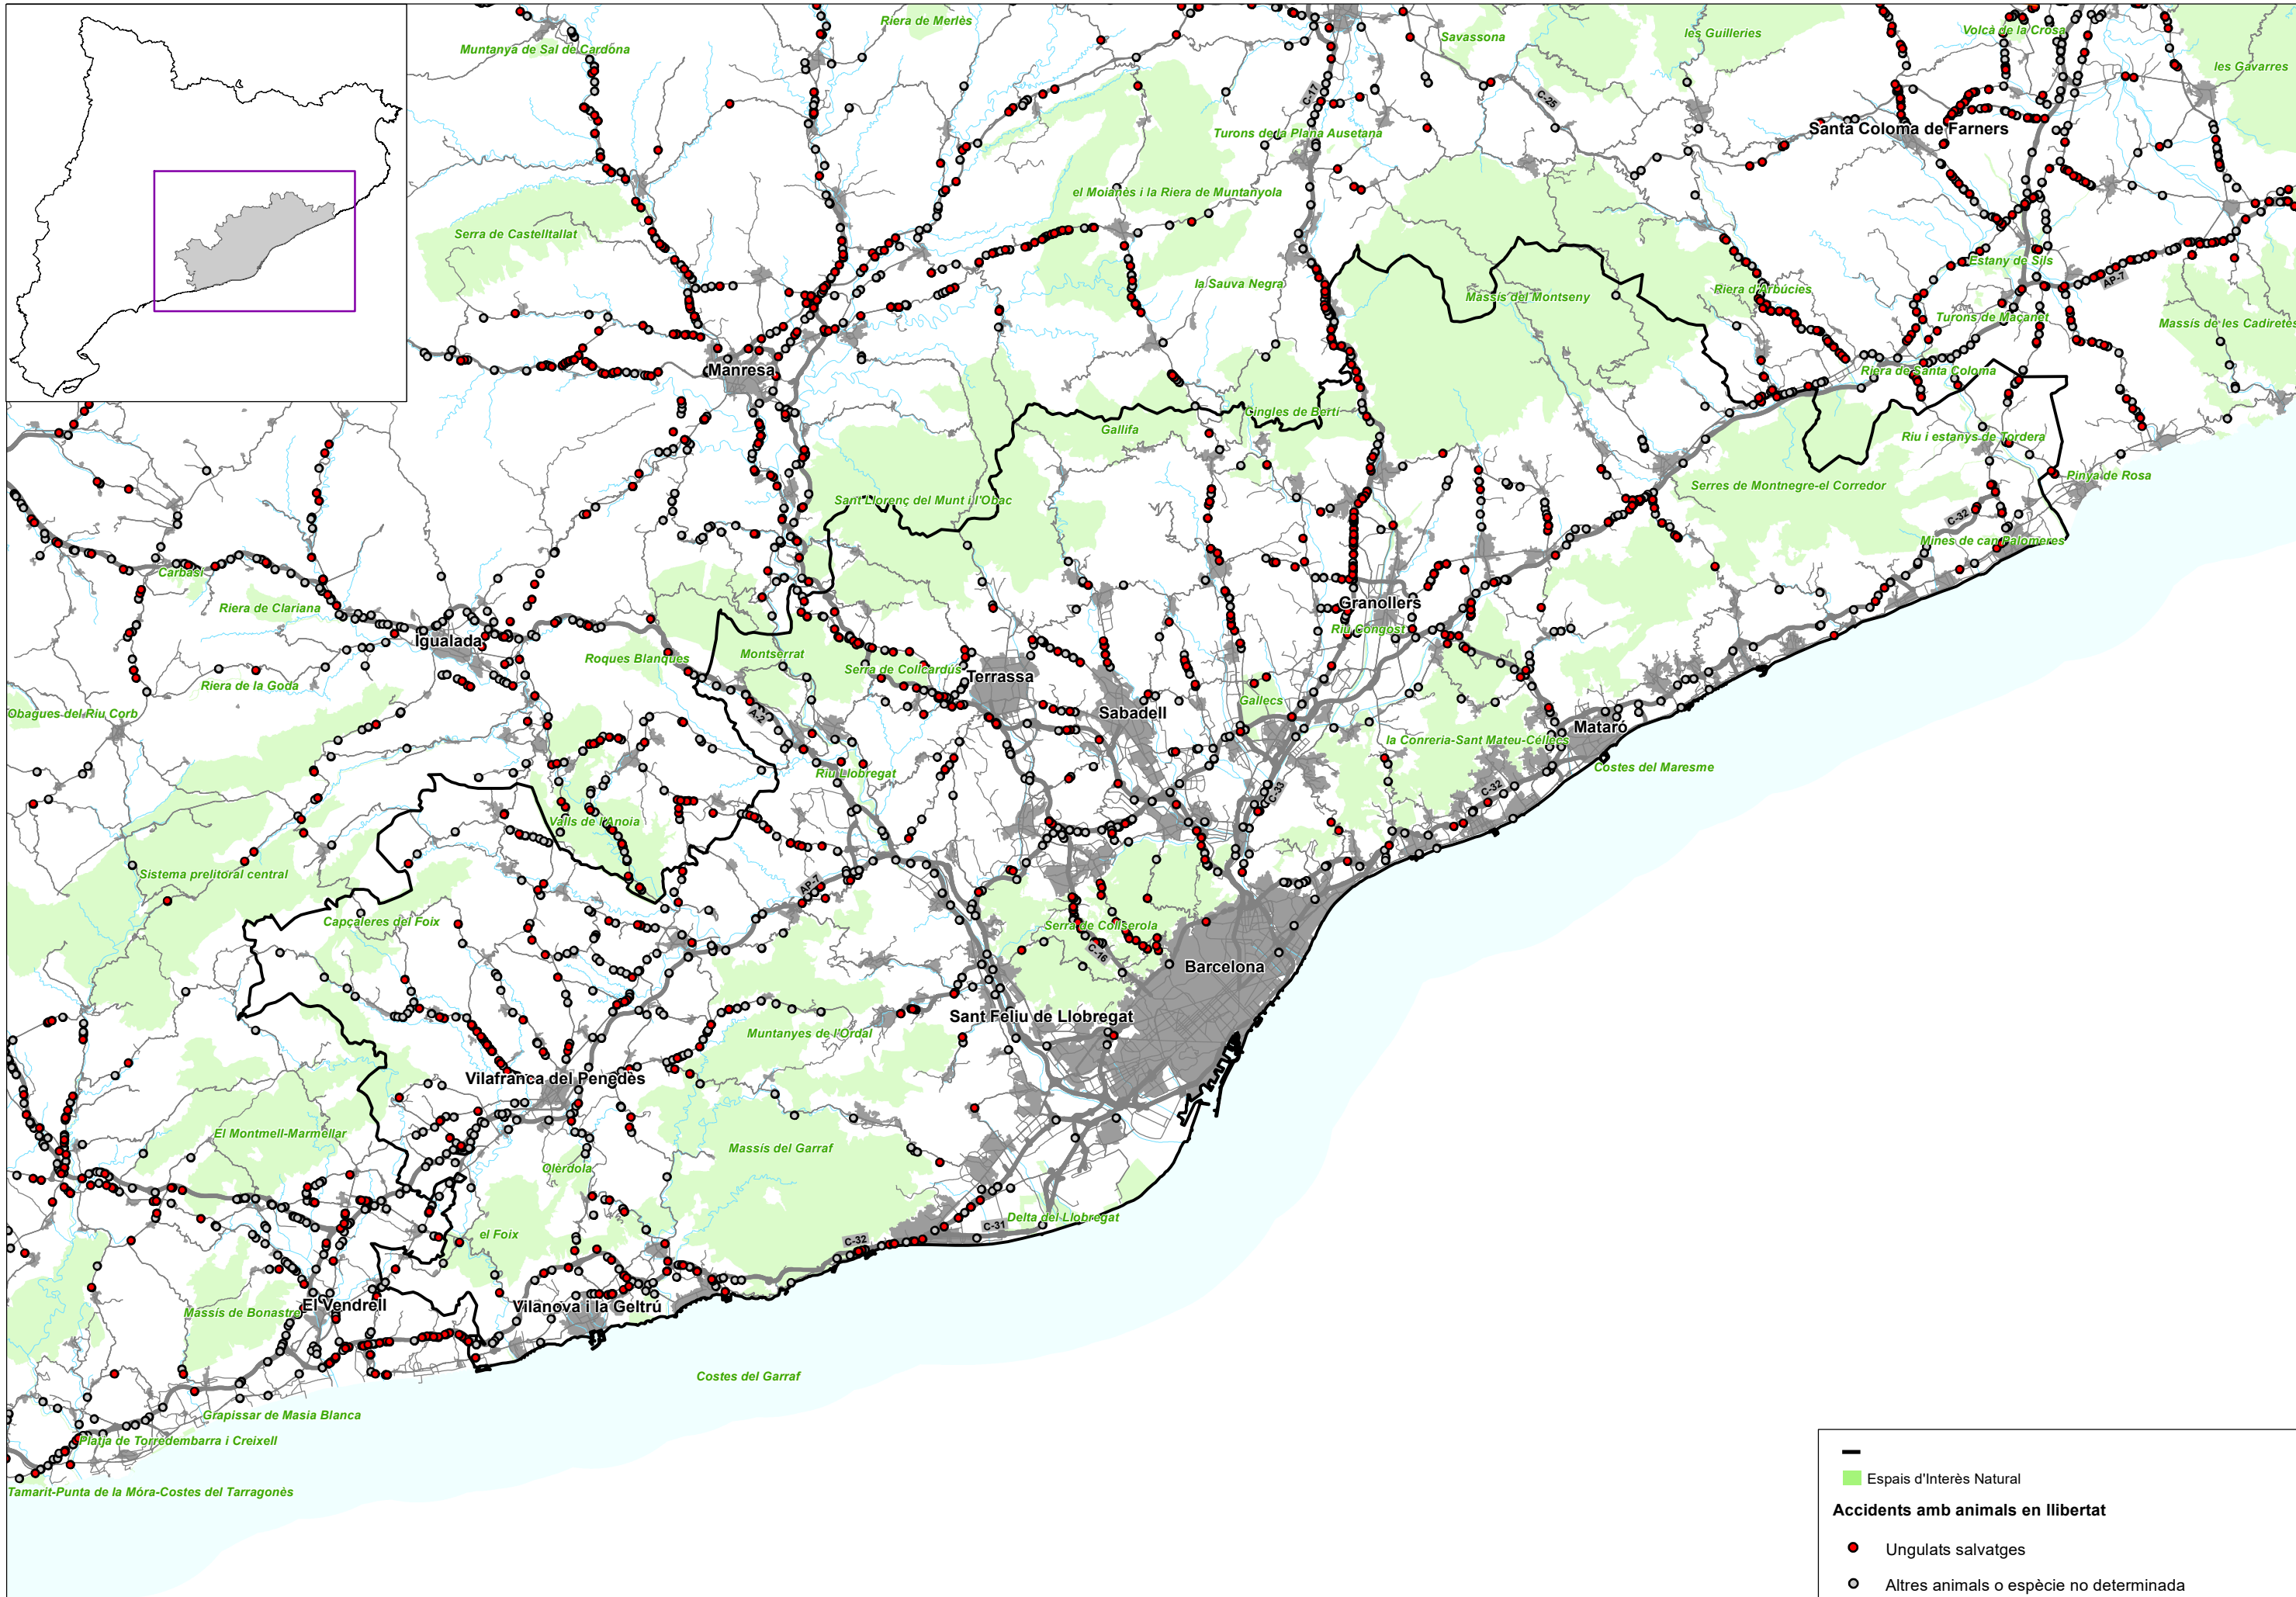 Riera de Merlès
Muntanya de Sal de Cardona
Savassona
les Guilleries
Volcà de la Crosa
les Gavarres
C-17
C-25
Turons de la Plana Ausetana
Santa Coloma de Farners
el Moianès i la Riera de Muntanyola
Serra de Castelltallat
la Sauva Negra
Massís del Montseny
Riera d'Arbúcies
Estany de Sils
AP-7
Turons de Maçanet
Massís de les Cadiretes
Manresa
Riera de Santa Coloma
Cingles de Bertí
Gallifa
Riu i estanys de Tordera
Pinya de Rosa
Sant Llorenç del Munt i l'Obac
Serres de Montnegre-el Corredor
C-32
Mines de can Palomeres
Carbasí
Riera de Clariana
Granollers
Riu Congost
Igualada
Roques Blanques
Montserrat
Serra de Collcardús
Terrassa
Riera de la Goda
Gallecs
Obagues del Riu Corb
A-2
Sabadell
Mataró
la Conreria-Sant Mateu-Céllecs
Riu Llobregat
Costes del Maresme
C-33
C-32
Valls de l'Anoia
Sistema prelitoral central
AP-7
Capçaleres del Foix
Serra de Collserola
C-16
Barcelona
Sant Feliu de Llobregat
Muntanyes de l'Ordal
Vilafranca del Penedès
El Montmell-Marmellar
Massís del Garraf
Olèrdola
Delta del Llobregat
C-31
el Foix
C-32
Massís de Bonastre
El Vendrell
Vilanova i la Geltrú
Costes del Garraf
Grapissar de Masia Blanca
Platja de Torredembarra i Creixell
Tamarit-Punta de la Móra-Costes del Tarragonès
Espais d'Interès Natural
Accidents amb animals en llibertat
Ungulats salvatges
Altres animals o espècie no determinada